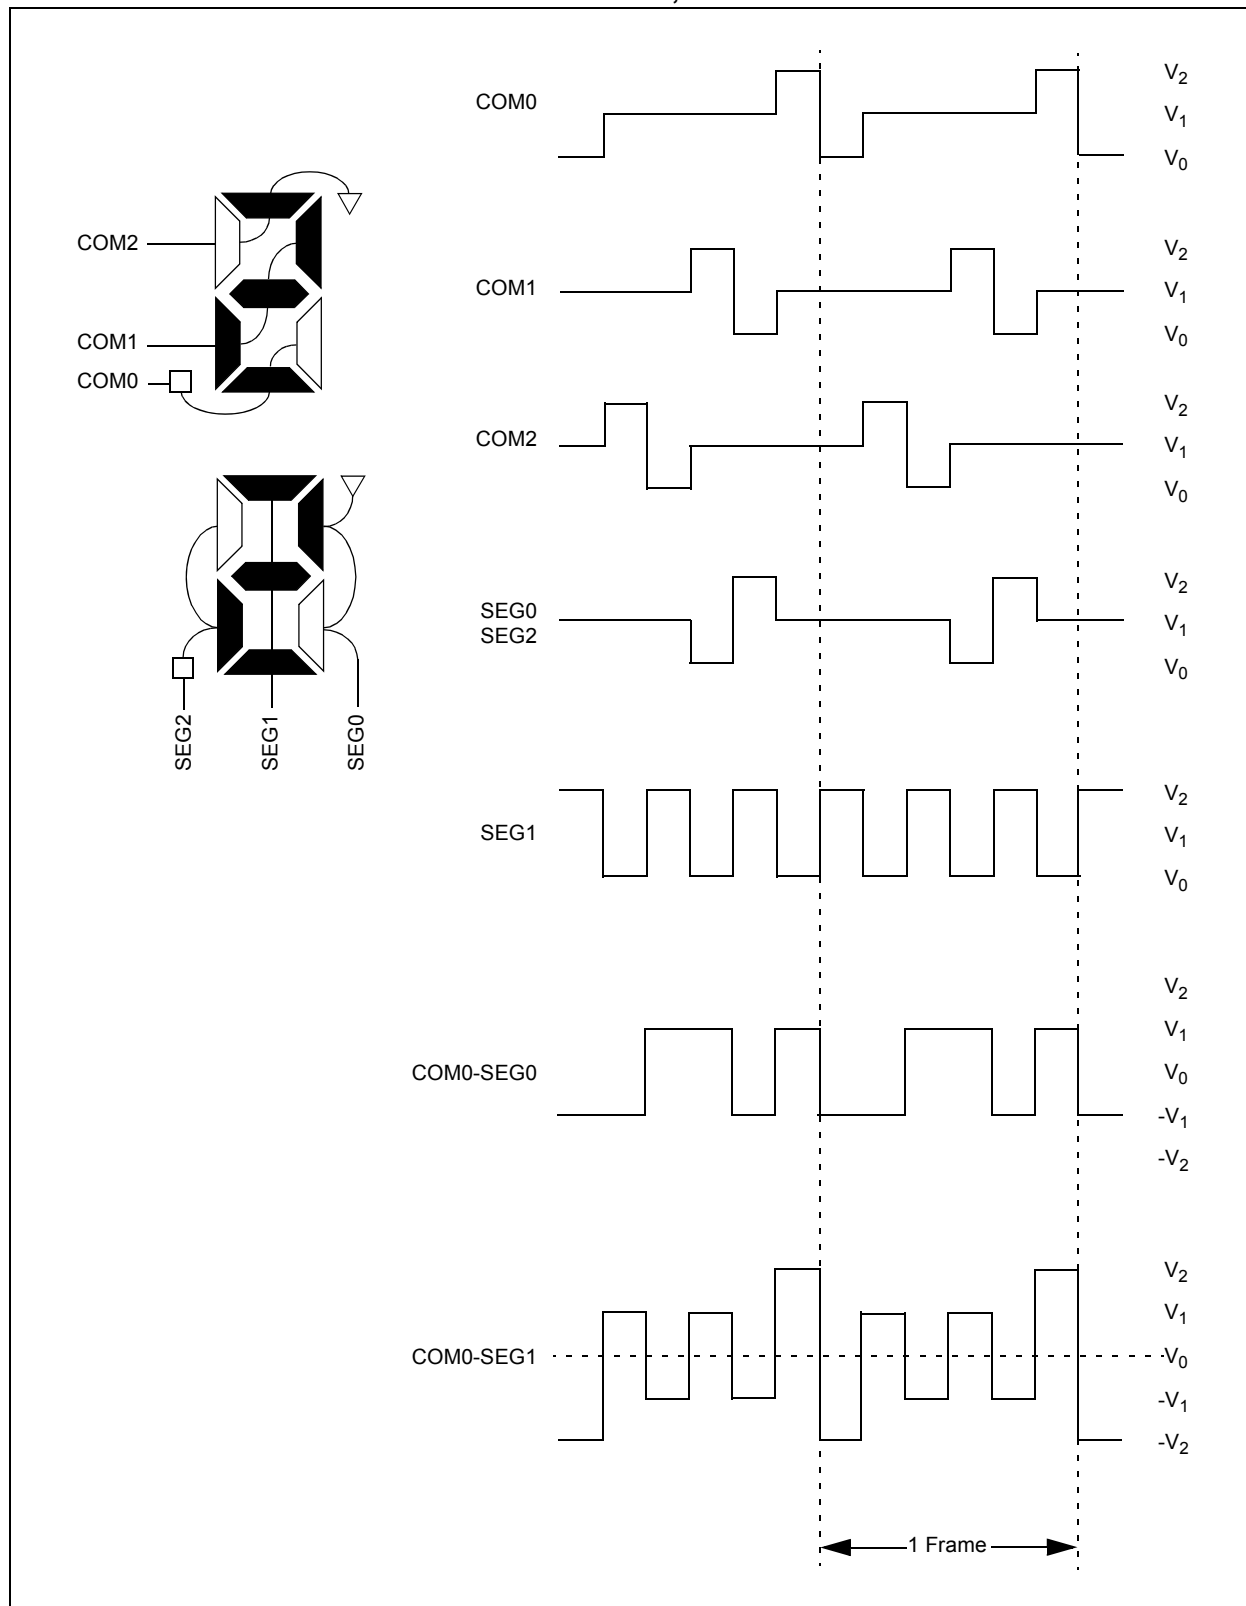 COM0
V2
V1
V0
COM2
COM1
COM0
COM1
V2
V1
V0
COM2
V2
V1
V0
SEG2
SEG1
SEG0
SEG0
SEG2
V2
V1
V0
SEG1
V2
V1
V0
COM0-SEG0
V2
V1
V0
-V1
-V2
COM0-SEG1
V2
V1
V0
-V1
-V2
1 Frame